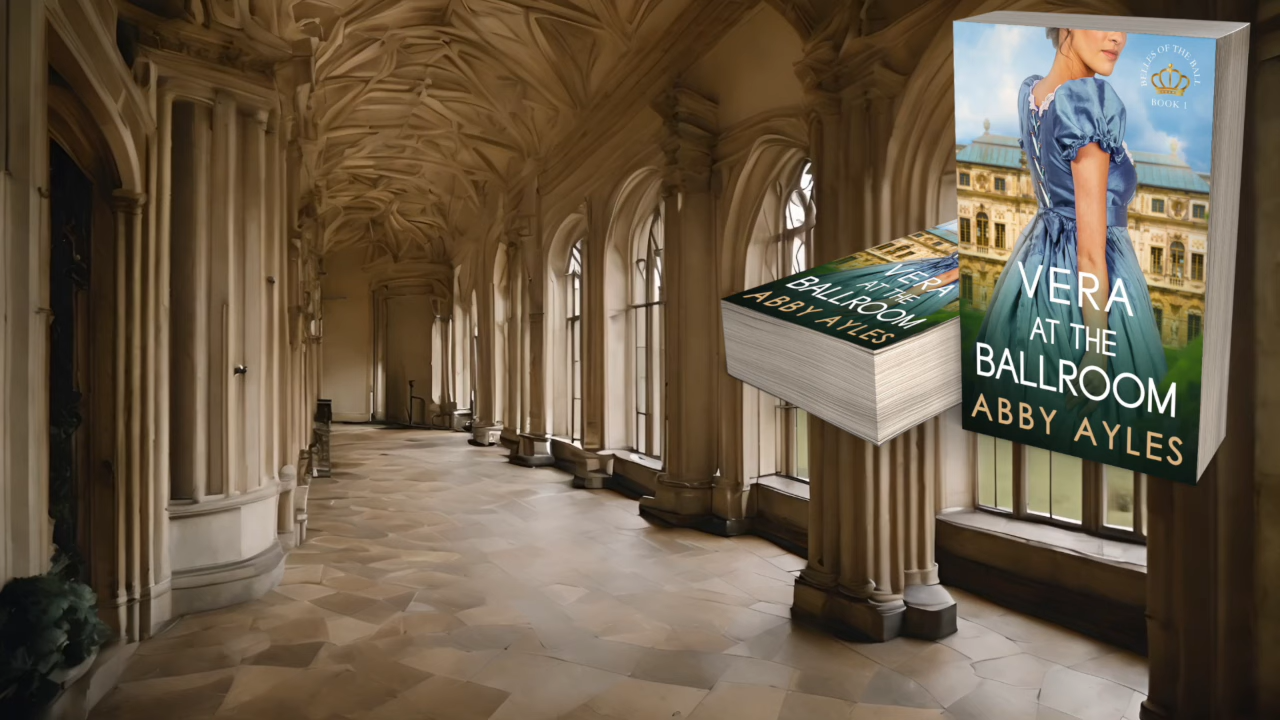 BELLES OF THE BALL
BOOK 1
VERA
AT THE
BALLROOM
ABBY AYLES
VERA
AT THE
BALLROOM
ABBY AYLES